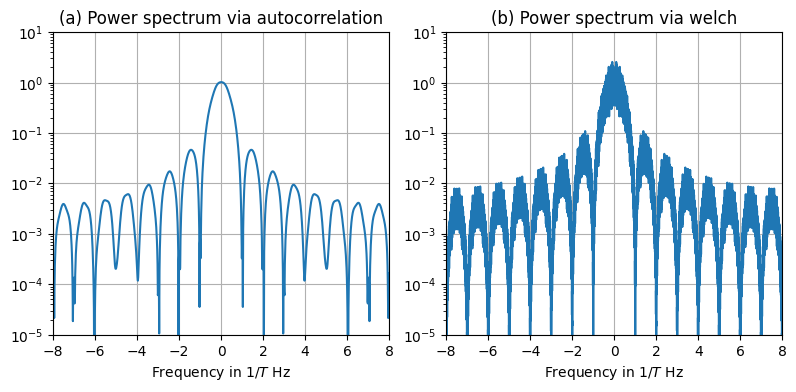 (a) Power spectrum via autocorrelation
10¹
10⁰
10⁻¹
10⁻²
10⁻³
10⁻⁴
10⁻⁵
−8 −6 −4 −2 0 2 4 6 8
Frequency in 1/T Hz
(b) Power spectrum via welch
10¹
10⁰
10⁻¹
10⁻²
10⁻³
10⁻⁴
10⁻⁵
−8 −6 −4 −2 0 2 4 6 8
Frequency in 1/T Hz